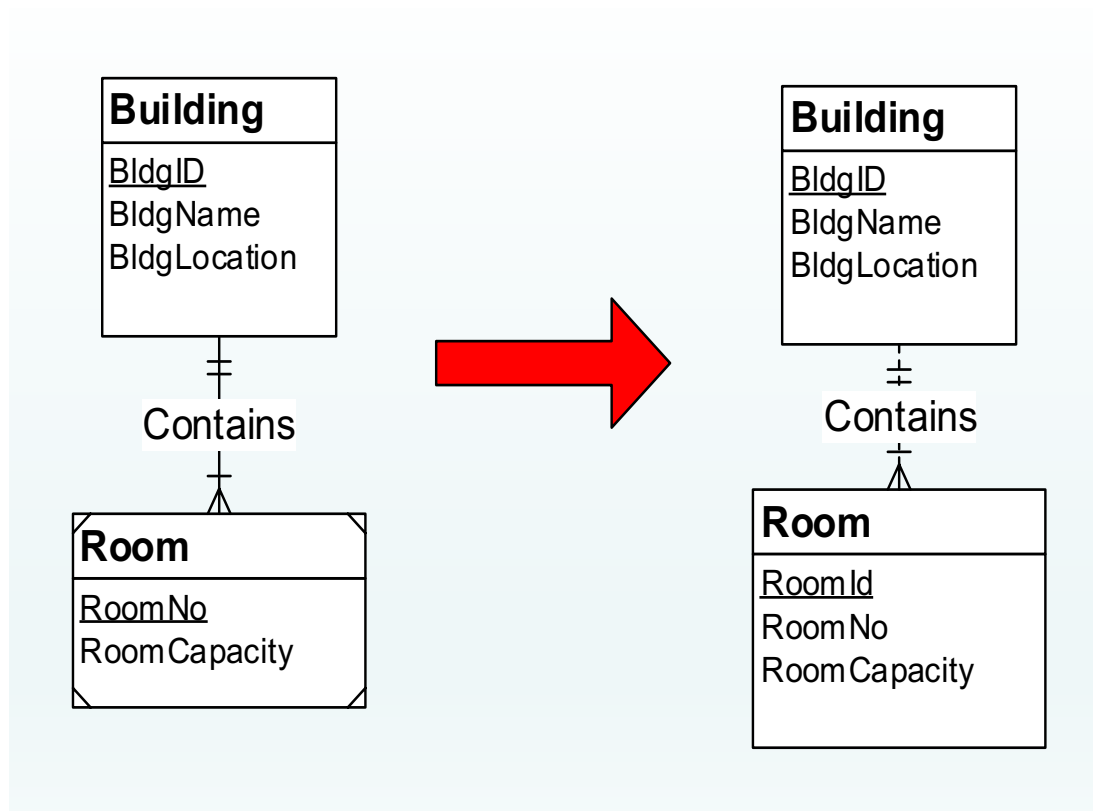 Building
BldgID
BldgName
BldgLocation
Contains
Room
RoomNo
RoomCapacity
Building
BldgID
BldgName
BldgLocation
Contains
Room
RoomId
RoomNo
RoomCapacity